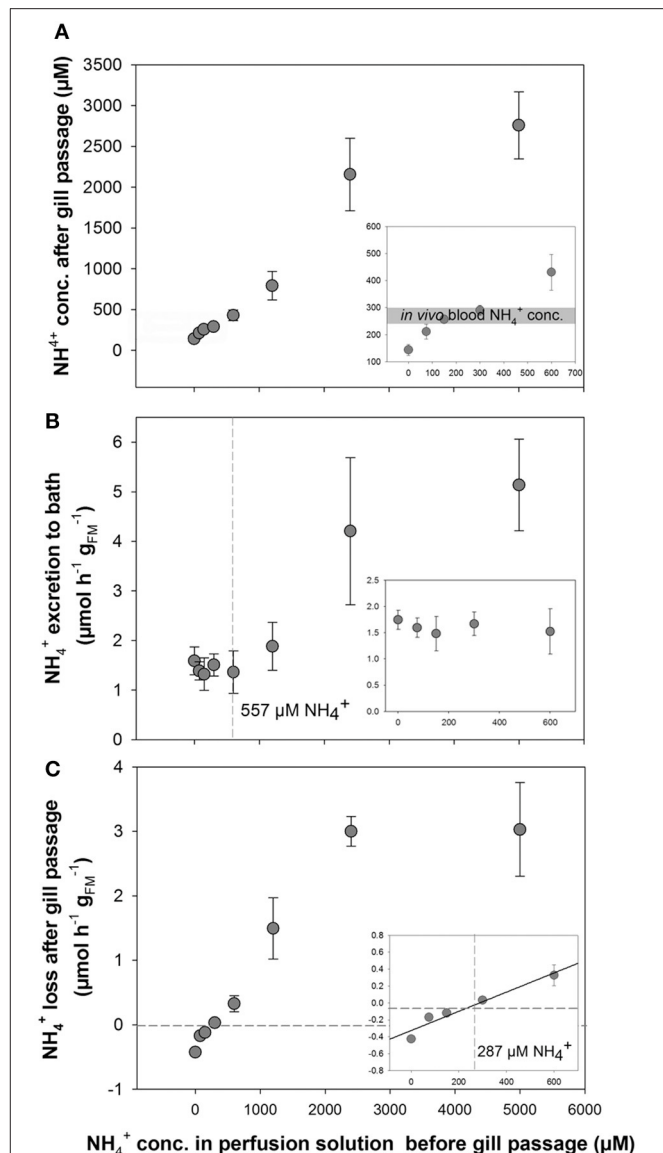 A
NH⁴⁺ conc. after gill passage (µM)
3500
3000
2500
2000
1500
1000
500
0
600
500
400
300
200
100
in vivo blood NH₄⁺ conc.
0 100 200 300 400 500 600 700
B
NH₄⁺ excretion to bath
(µmol h⁻¹ g_FM⁻¹)
6
5
4
3
2
1
0
557 µM NH₄⁺
2.5
2.0
1.5
1.0
0.5
0.0
0 200 400 600
C
NH₄⁺ loss after gill passage
(µmol h⁻¹ g_FM⁻¹)
4
3
2
1
0
-1
0.8
0.6
0.4
0.2
0.0
-0.2
-0.4
-0.6
-0.8
287 µM NH₄⁺
0 200 400 600
0 1000 2000 3000 4000 5000 6000
NH₄⁺ conc. in perfusion solution before gill passage (µM)